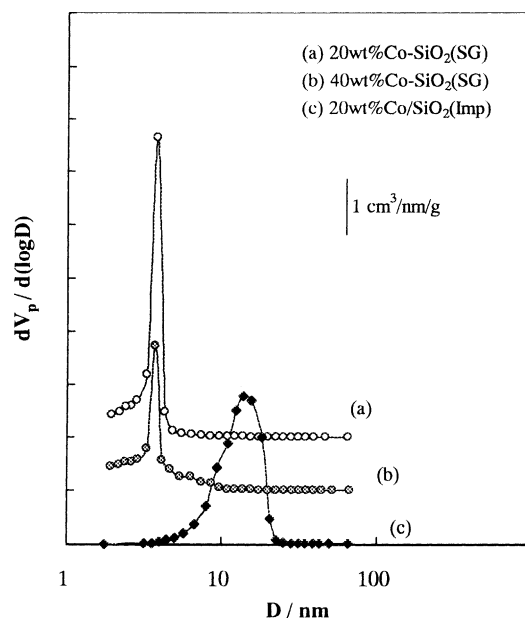 (a) 20wt%Co-SiO₂(SG)
(b) 40wt%Co-SiO₂(SG)
(c) 20wt%Co/SiO₂(Imp)
1 cm³/nm/g
dVₚ / d(logD)
(a)
(b)
(c)
1 10 100
D / nm